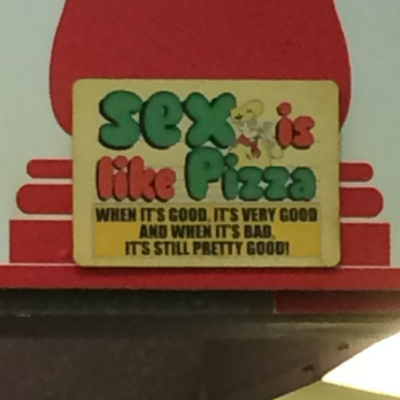 sex is
like Pizza
WHEN IT'S GOOD, IT'S VERY GOOD
AND WHEN IT'S BAD,
IT'S STILL PRETTY GOOD!